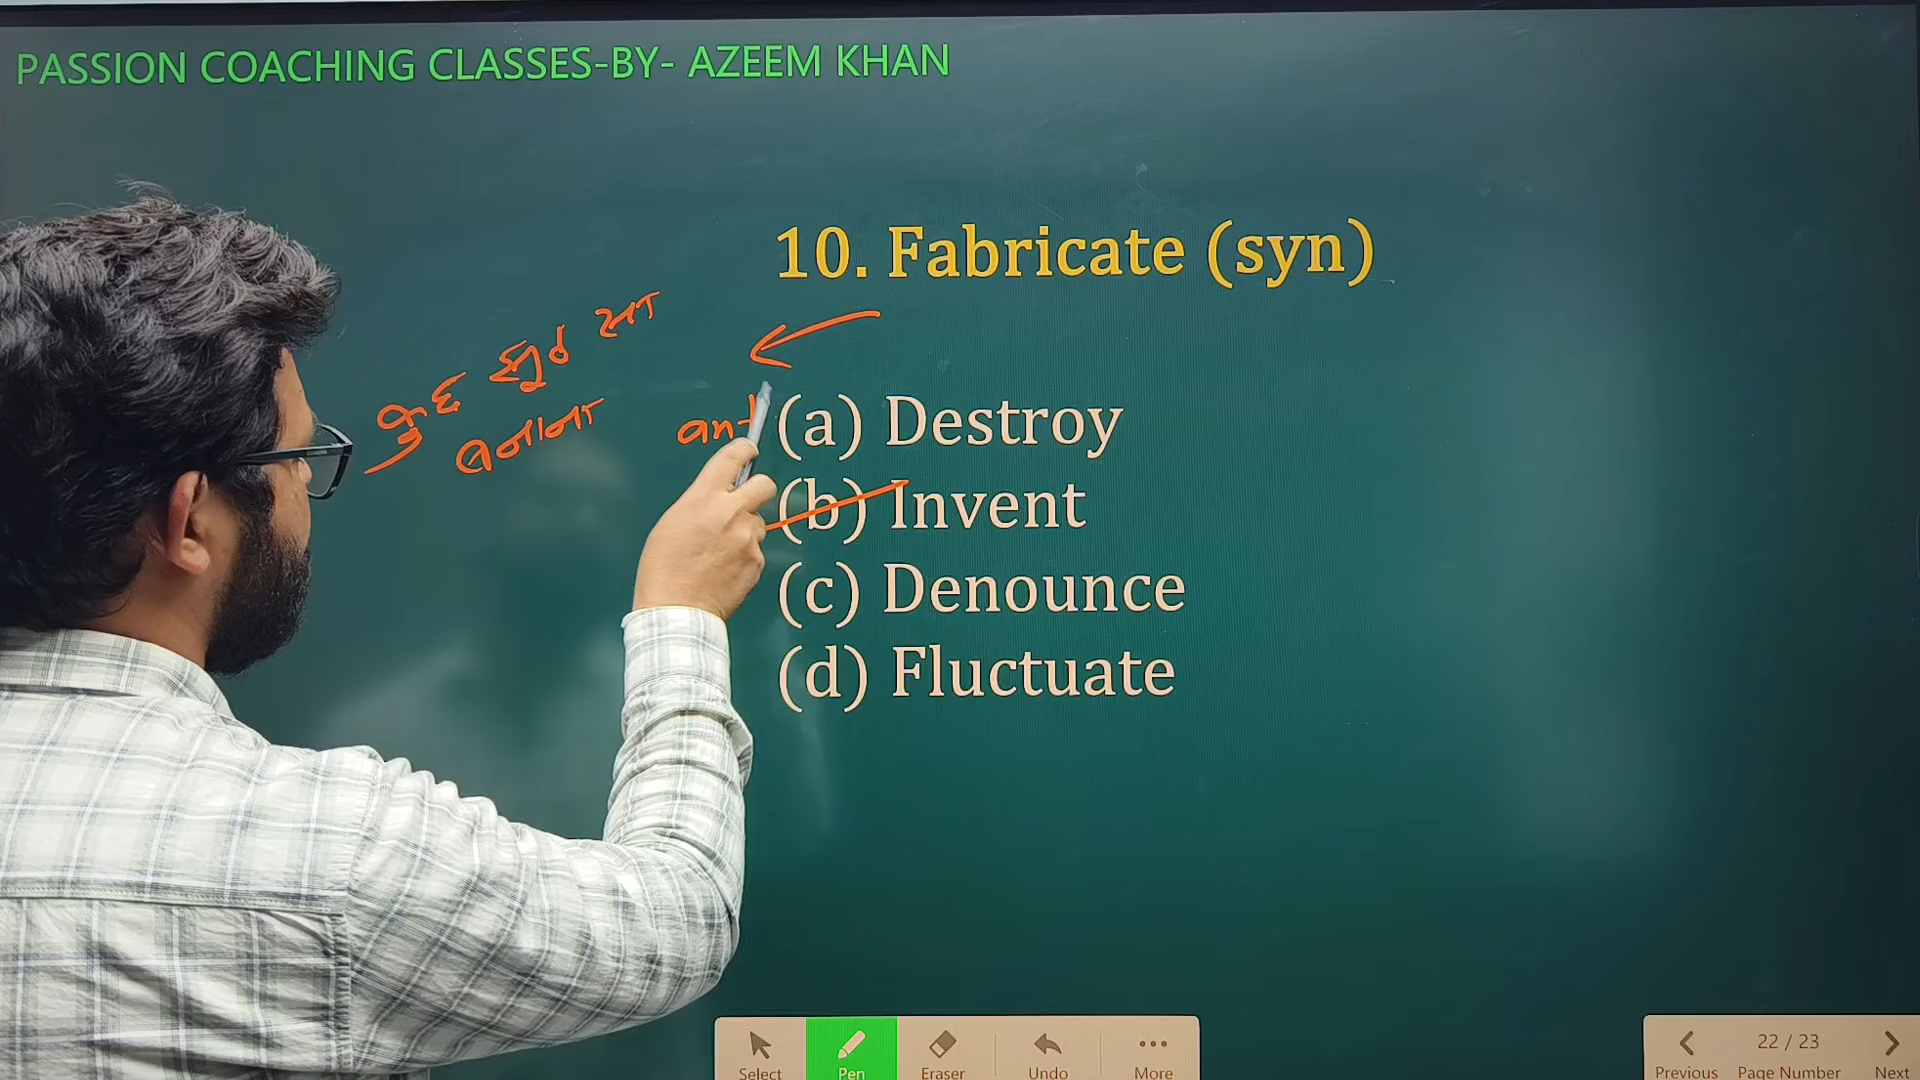 PASSION COACHING CLASSES-BY- AZEEM KHAN
10. Fabricate (syn)
कुछ सा
बनाना
ant
(a) Destroy
(b) Invent
(c) Denounce
(d) Fluctuate
Select
Pen
Eraser
Undo
More
22 / 23
Previous
Page Number
Next